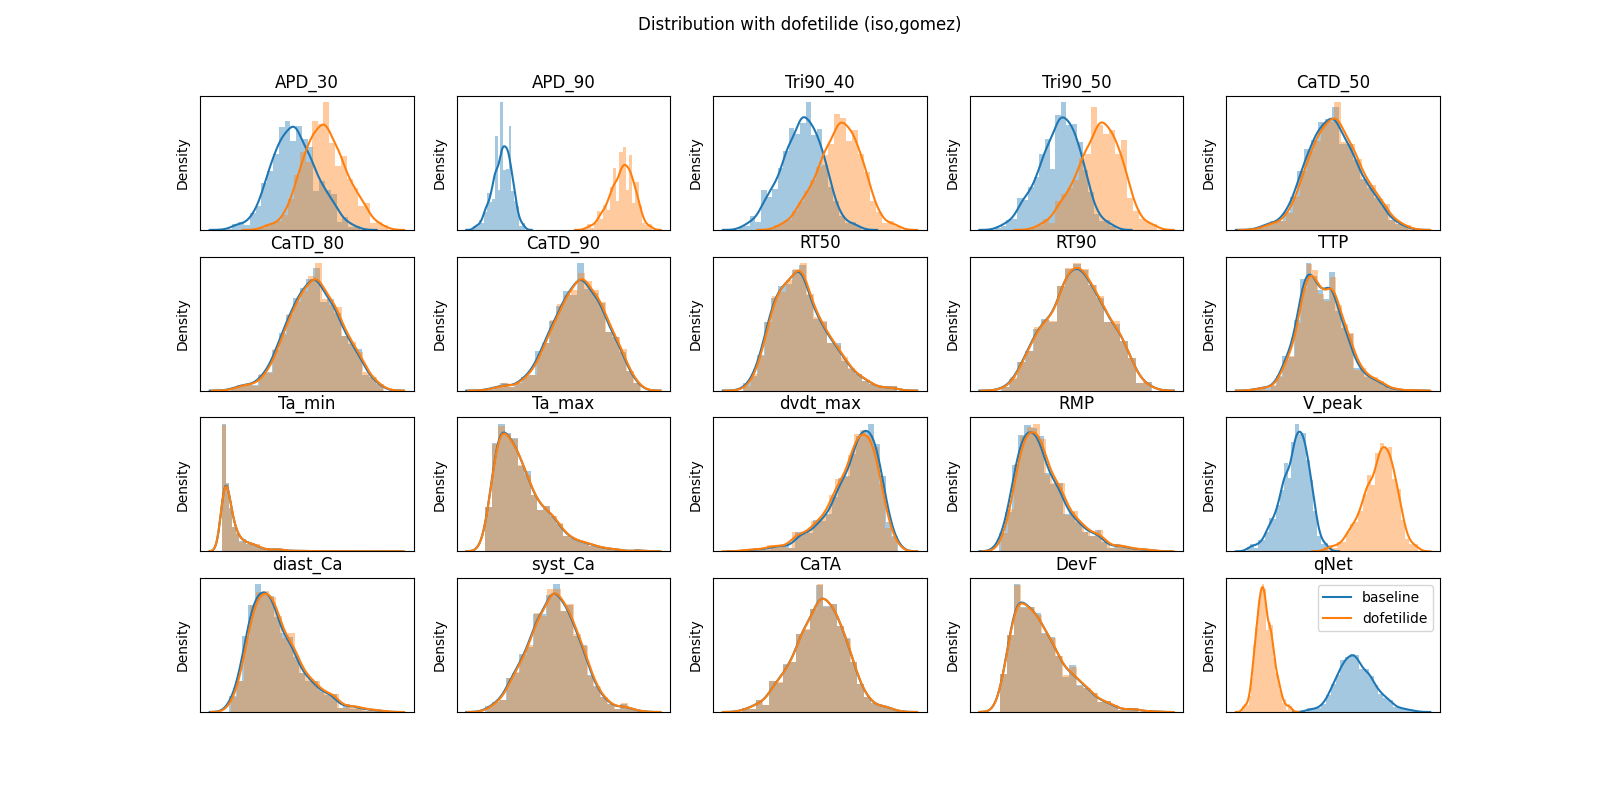 Distribution with dofetilide (iso,gomez)
APD_30
APD_90
Tri90_40
Tri90_50
CaTD_50
Density
Density
Density
Density
Density
CaTD_80
CaTD_90
RT50
RT90
TTP
Density
Density
Density
Density
Density
Ta_min
Ta_max
dvdt_max
RMP
V_peak
Density
Density
Density
Density
Density
diast_Ca
syst_Ca
CaTA
DevF
qNet
Density
Density
Density
Density
Density
baseline
dofetilide